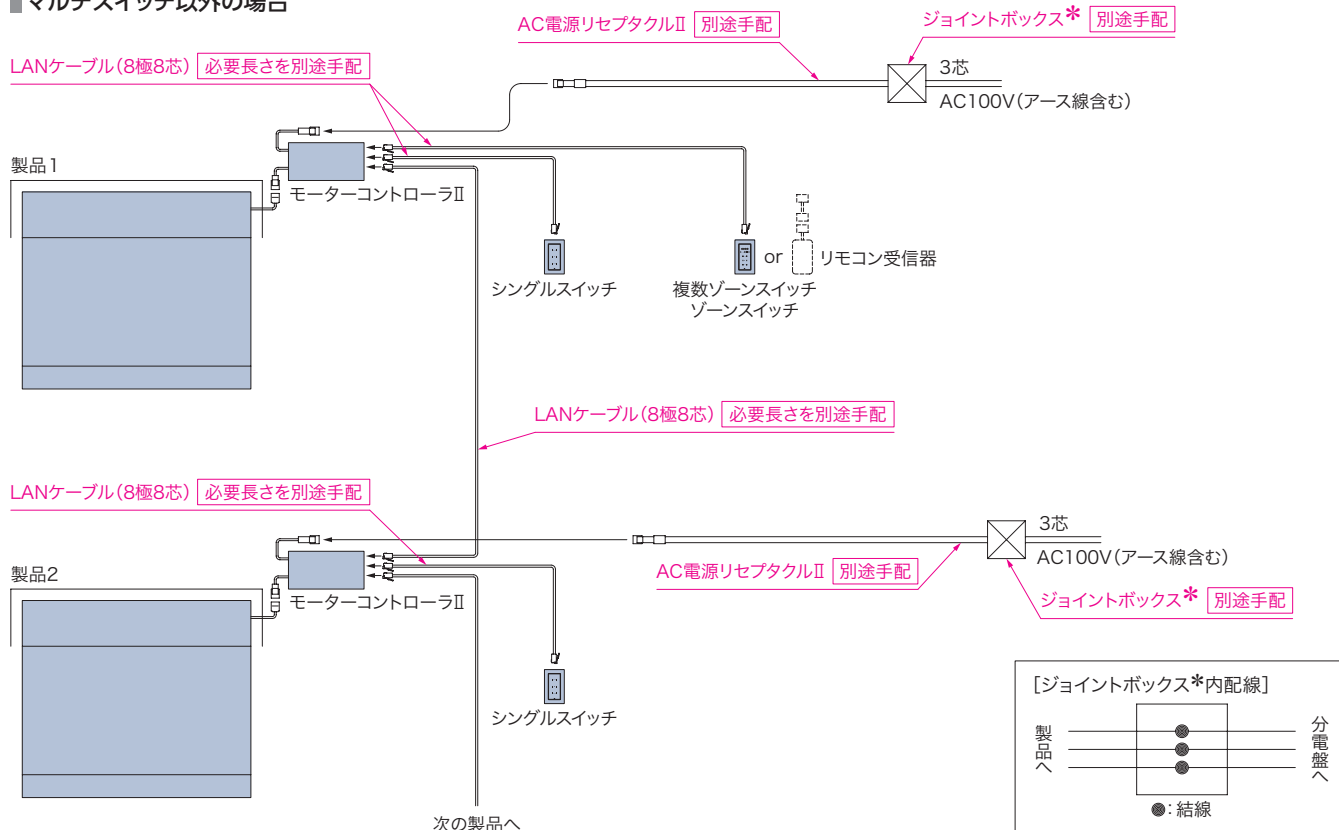 ■マルチスイッチ以外の場合
AC電源リセプタクルⅡ 別途手配
ジョイントボックス* 別途手配
LANケーブル(8極8芯) 必要長さを別途手配
3芯
AC100V(アース線含む)
製品1
モーターコントローラⅡ
シングルスイッチ
複数ゾーンスイッチ
ゾーンスイッチ
or
リモコン受信器
LANケーブル(8極8芯) 必要長さを別途手配
LANケーブル(8極8芯) 必要長さを別途手配
3芯
AC100V(アース線含む)
AC電源リセプタクルⅡ 別途手配
ジョイントボックス* 別途手配
製品2
モーターコントローラⅡ
シングルスイッチ
次の製品へ
[ジョイントボックス*内配線]
製品へ
分電盤へ
●:結線